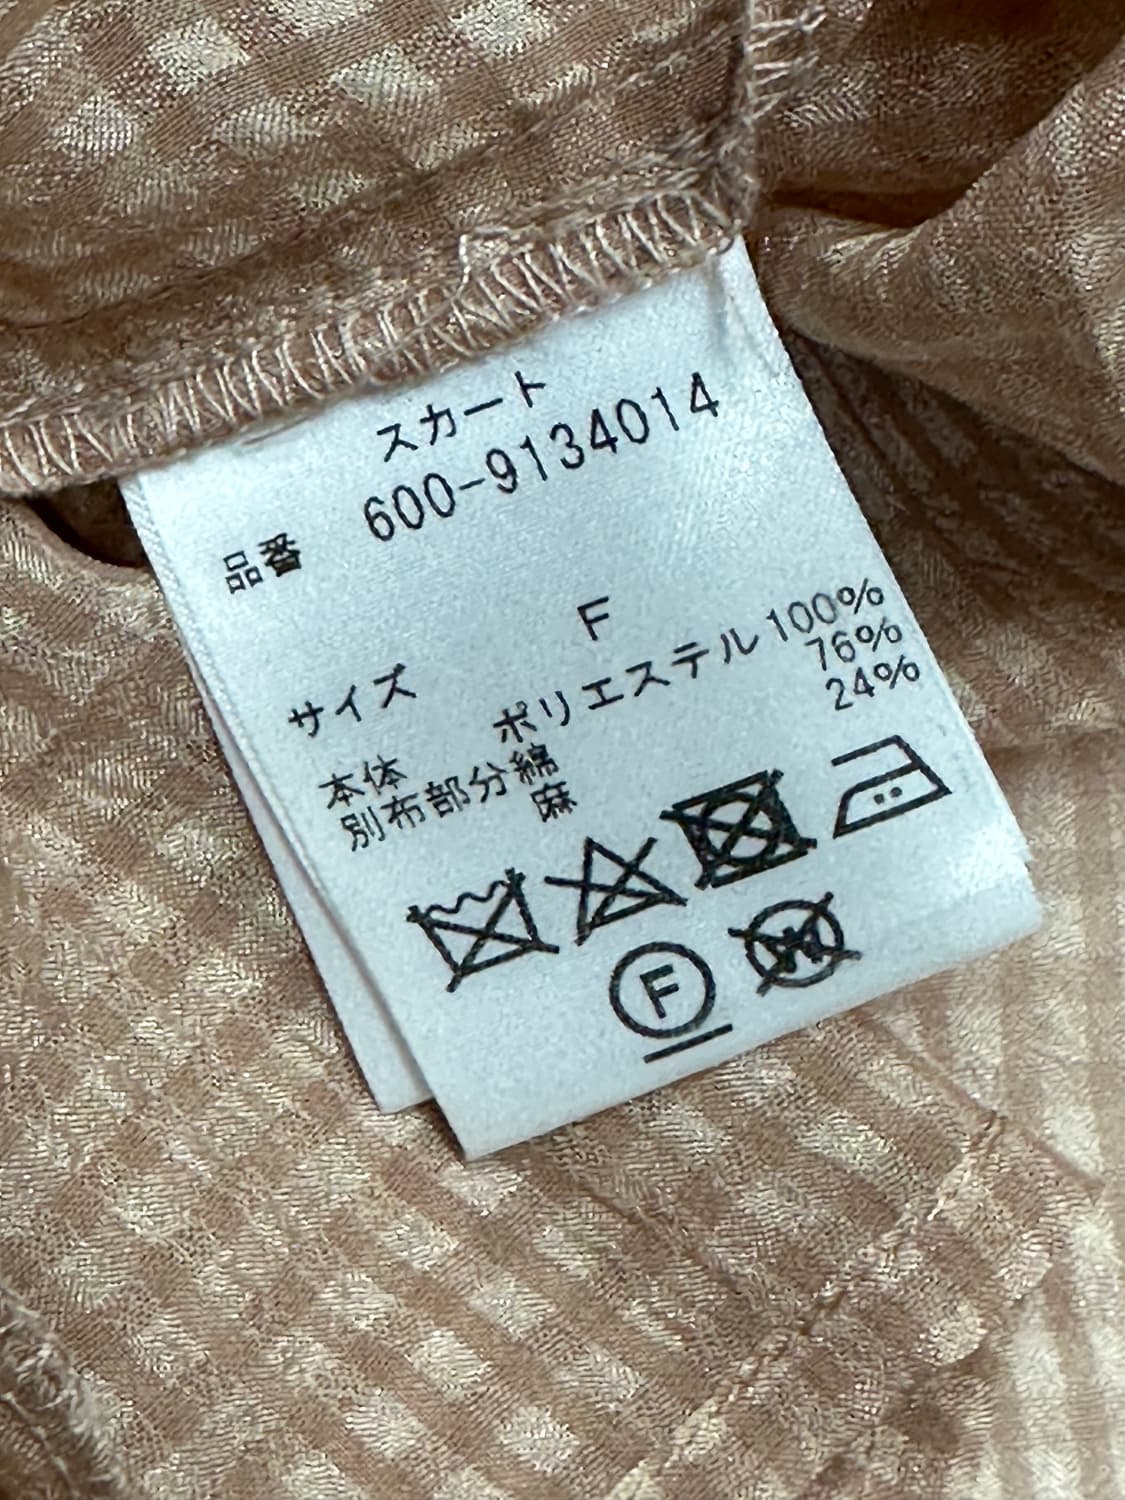 スカート
品番 600-9134014
サイズ F
本体 ポリエステル 100%
別布部分 綿 76%
麻 24%
F
W